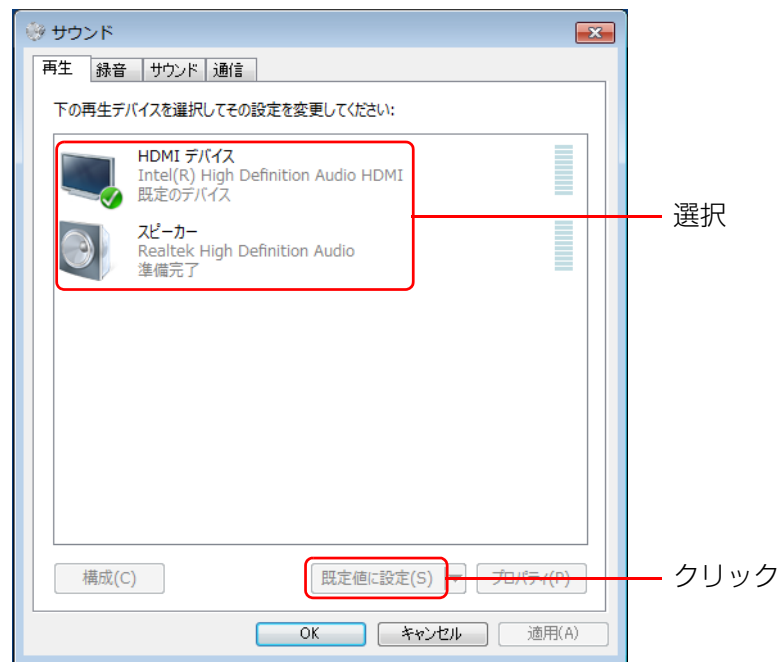 サウンド
再生 録音 サウンド 通信
下の再生デバイスを選択してその設定を変更してください:
HDMI デバイス
Intel(R) High Definition Audio HDMI
既定のデバイス
選択
スピーカー
Realtek High Definition Audio
準備完了
構成(C) 既定値に設定(S) プロパティ(P)
クリック
OK キャンセル 適用(A)